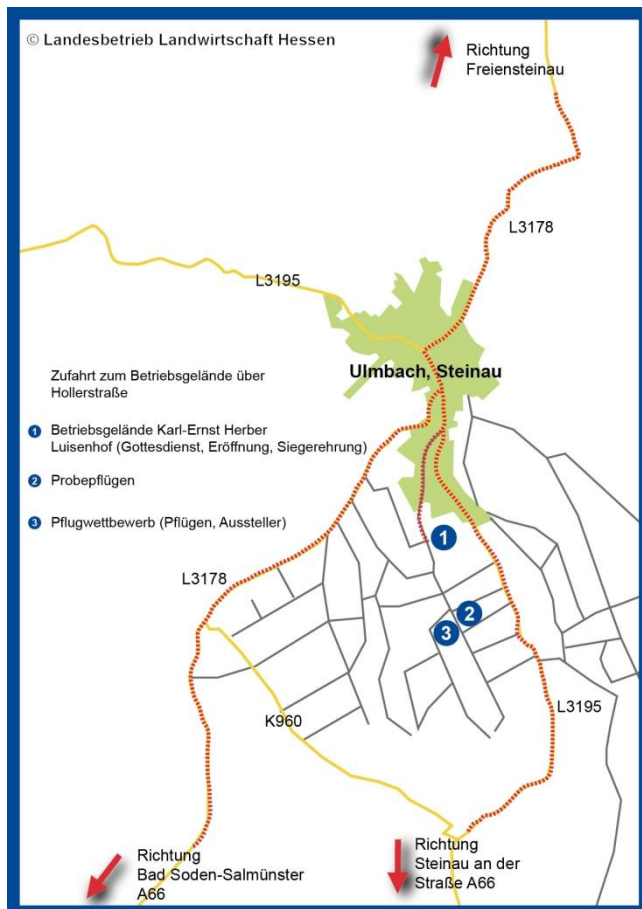 © Landesbetrieb Landwirtschaft Hessen
Richtung
Freiensteinau
L3178
L3195
Ulmbach, Steinau
Zufahrt zum Betriebsgelände über
Hollerstraße
1 Betriebsgelände Karl-Ernst Herber
Luisenhof (Gottesdienst, Eröffnung, Siegerehrung)
2 Probepflügen
3 Pflugwettbewerb (Pflügen, Aussteller)
1
L3178
2
3
K960
L3195
Richtung
Bad Soden-Salmünster
A66
Richtung
Steinau an der
Straße A66